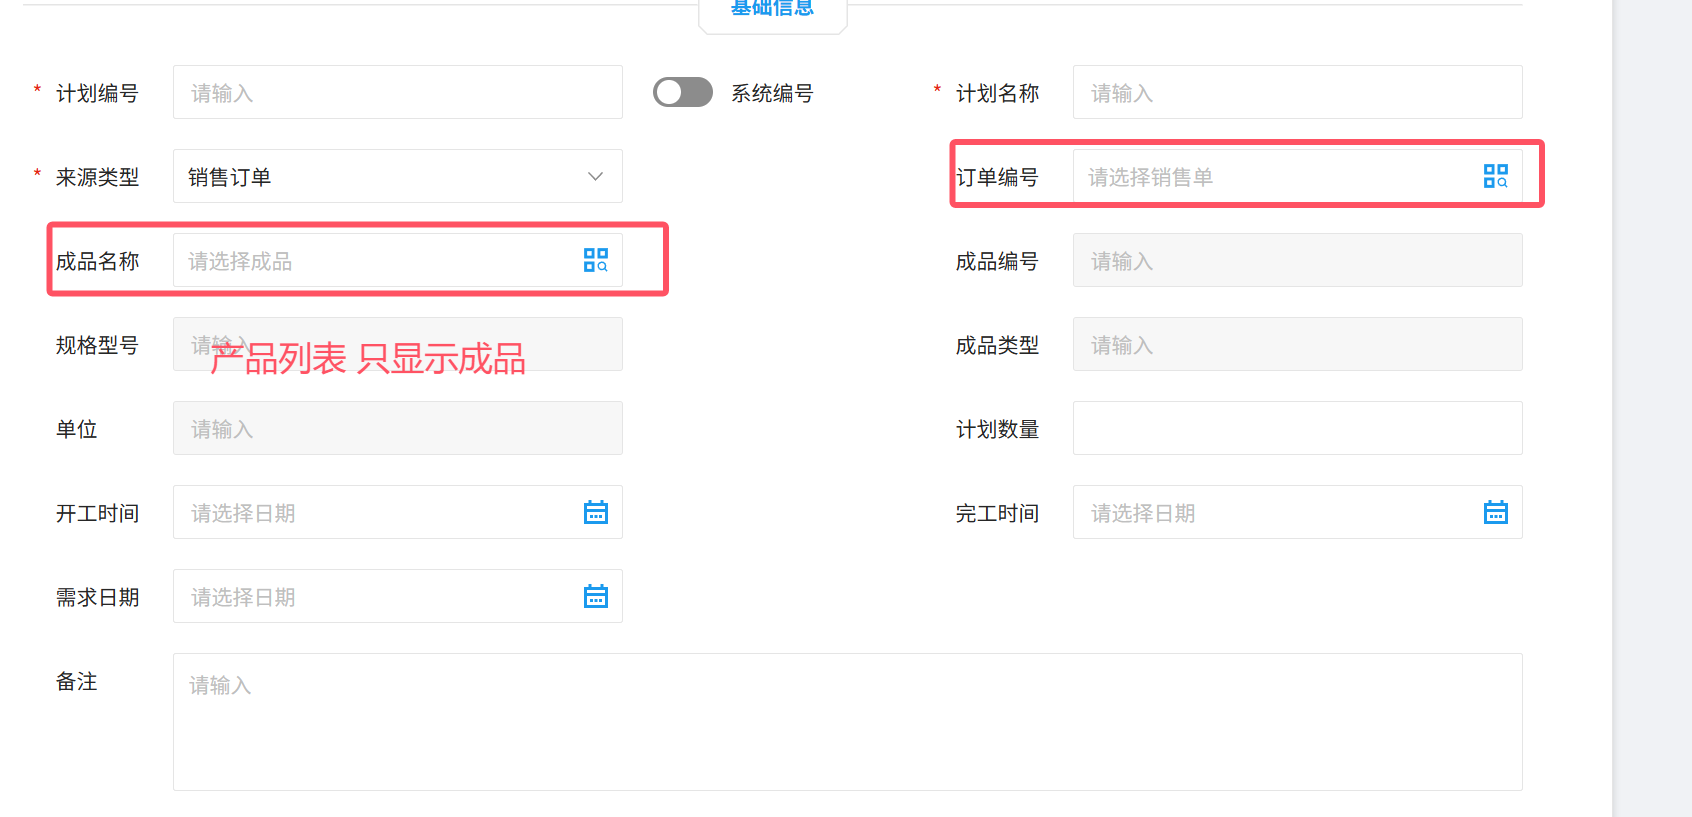 基础信息
* 计划编号 请输入 系统编号 * 计划名称 请输入
* 来源类型 销售订单 订单编号 请选择销售单
成品名称 请选择成品 成品编号 请输入
规格型号 请输入 成品类型 请输入
产品列表 只显示成品
单位 请输入 计划数量
开工时间 请选择日期 完工时间 请选择日期
需求日期 请选择日期
备注 请输入